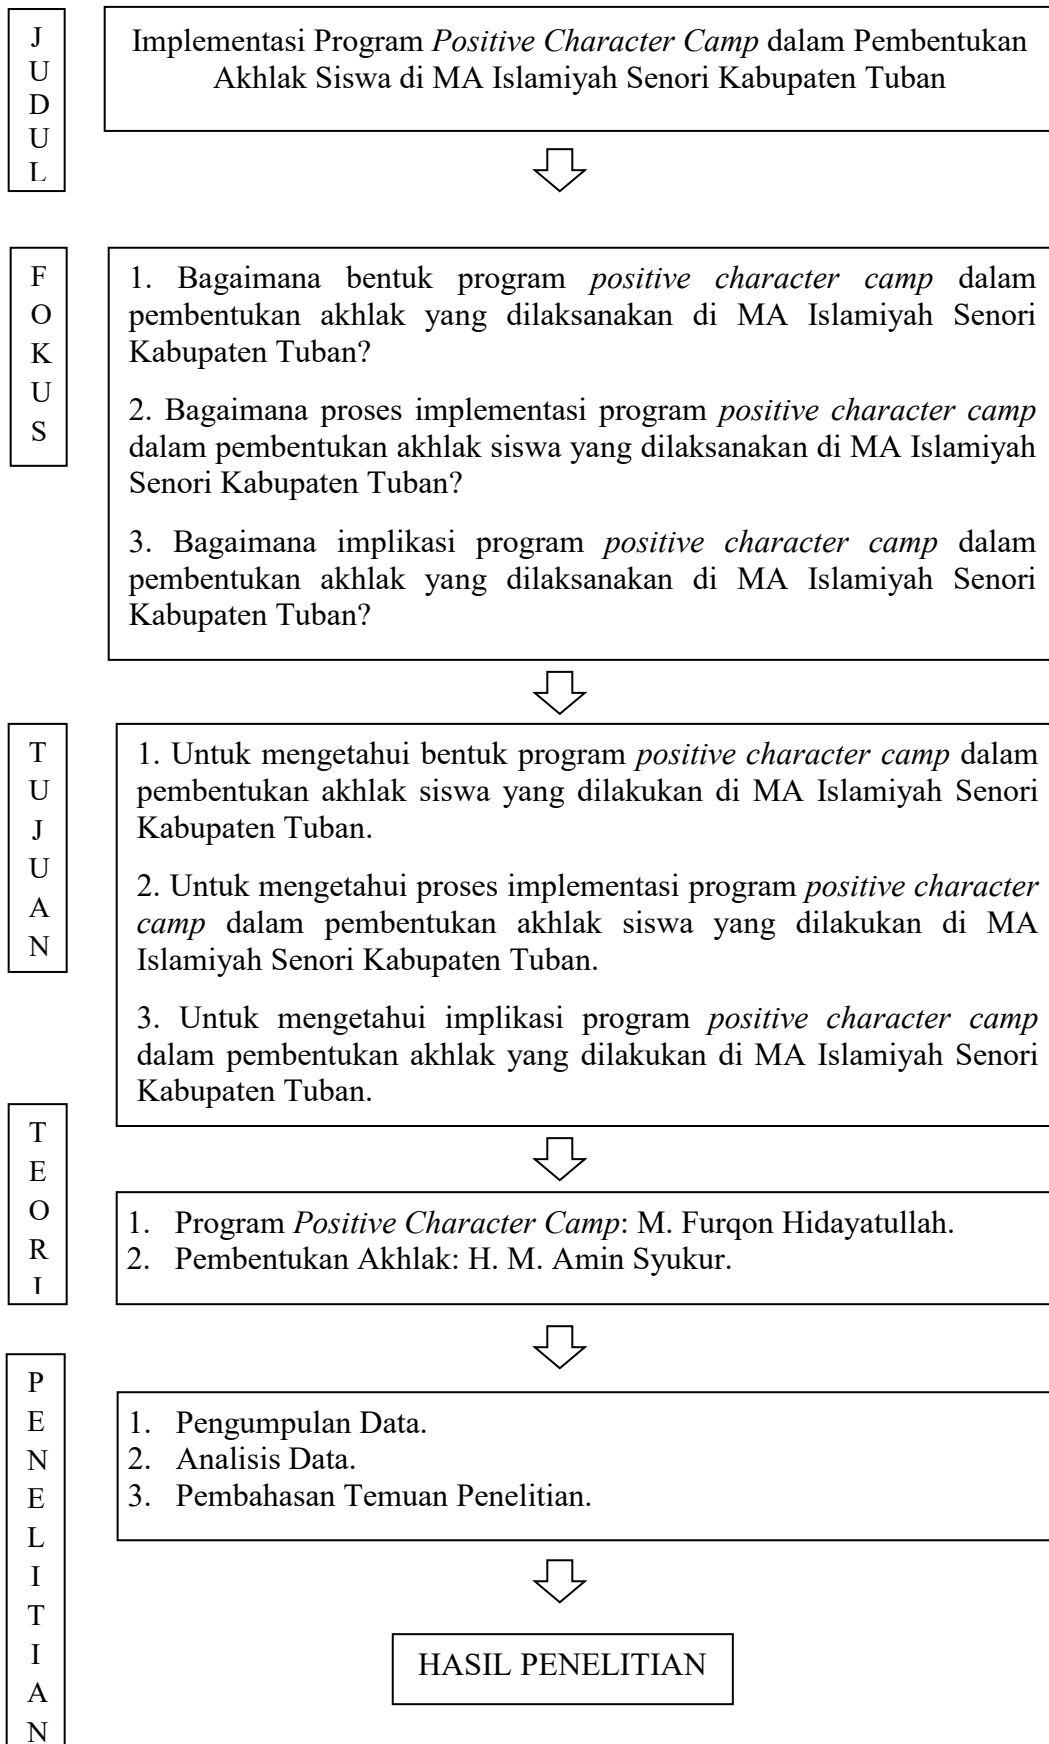 JUDUL
Implementasi Program Positive Character Camp dalam Pembentukan
Akhlak Siswa di MA Islamiyah Senori Kabupaten Tuban
FOKUS
1. Bagaimana bentuk program positive character camp dalam
pembentukan akhlak yang dilaksanakan di MA Islamiyah Senori
Kabupaten Tuban?
2. Bagaimana proses implementasi program positive character camp
dalam pembentukan akhlak siswa yang dilaksanakan di MA Islamiyah
Senori Kabupaten Tuban?
3. Bagaimana implikasi program positive character camp dalam
pembentukan akhlak yang dilaksanakan di MA Islamiyah Senori
Kabupaten Tuban?
TUJUAN
1. Untuk mengetahui bentuk program positive character camp dalam
pembentukan akhlak siswa yang dilakukan di MA Islamiyah Senori
Kabupaten Tuban.
2. Untuk mengetahui proses implementasi program positive character
camp dalam pembentukan akhlak siswa yang dilakukan di MA
Islamiyah Senori Kabupaten Tuban.
3. Untuk mengetahui implikasi program positive character camp
dalam pembentukan akhlak yang dilakukan di MA Islamiyah Senori
Kabupaten Tuban.
TEORI
1. Program Positive Character Camp: M. Furqon Hidayatullah.
2. Pembentukan Akhlak: H. M. Amin Syukur.
PENELITIAN
1. Pengumpulan Data.
2. Analisis Data.
3. Pembahasan Temuan Penelitian.
HASIL PENELITIAN